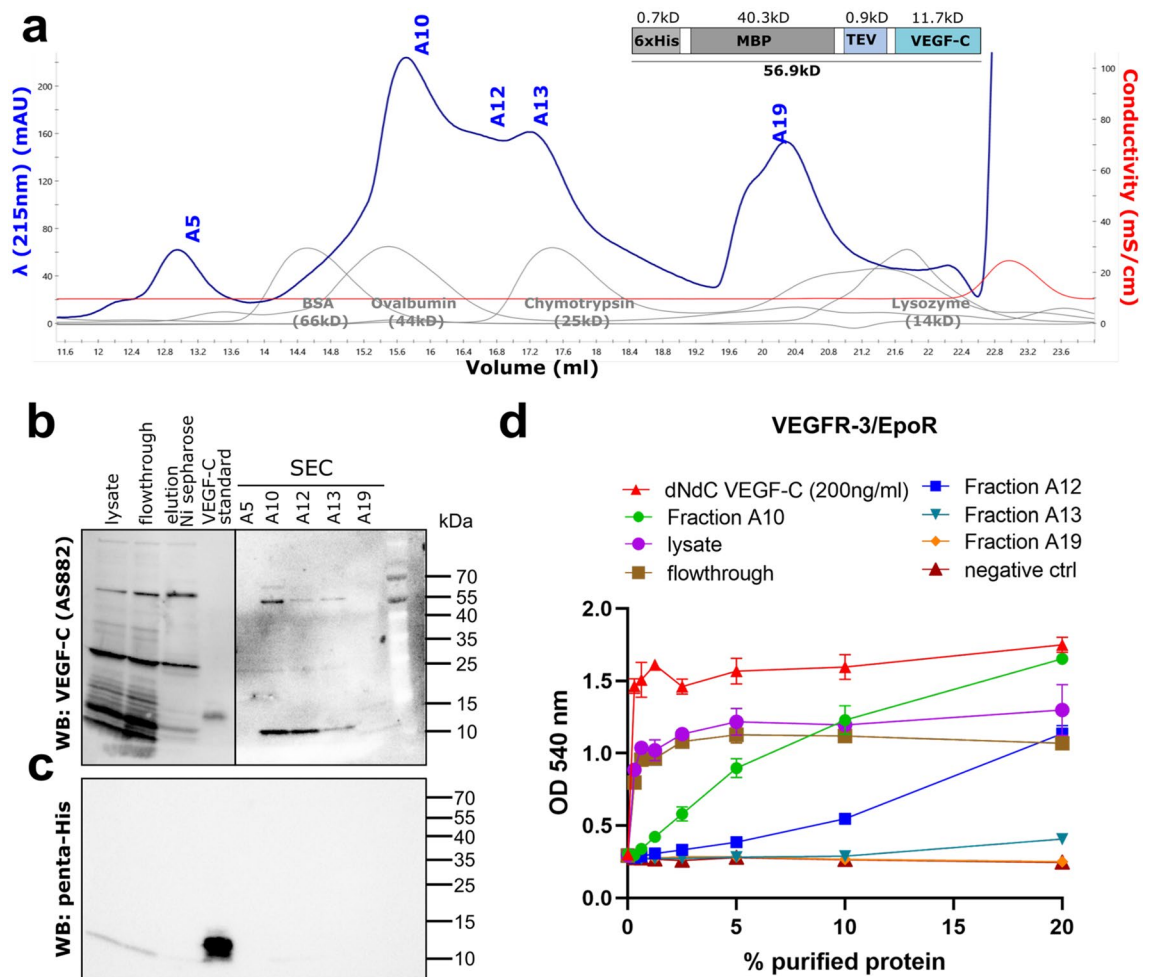 a
0.7kD 40.3kD 0.9kD 11.7kD
6xHis MBP TEV VEGF-C
56.9kD
λ (215nm) (mAU)
200
160
120
80
40
0
A5
A10
A12
A13
A19
BSA
(66kD)
Ovalbumin
(44kD)
Chymotrypsin
(25kD)
Lysozyme
(14kD)
100
80
60
40
20
0
Conductivity (mS/cm)
11.6 12 12.4 12.8 13.2 13.6 14 14.4 14.8 15.2 15.6 16 16.4 16.8 17.2 17.6 18 18.4 18.8 19.2 19.6 20 20.4 20.8 21.2 21.6 22 22.4 22.8 23.2 23.6
Volume (ml)
b
lysate
flowthrough
elution
Ni sepharose
VEGF-C
standard
SEC
A5
A10
A12
A13
A19
kDa
70
55
40
35
25
15
10
WB: VEGF-C (AS882)
c
70
55
40
35
25
15
10
WB: penta-His
d
VEGFR-3/EpoR
dNdC VEGF-C (200ng/ml)
Fraction A10
lysate
flowthrough
Fraction A12
Fraction A13
Fraction A19
negative ctrl
OD 540 nm
2.0
1.5
1.0
0.5
0.0
0 5 10 15 20
% purified protein